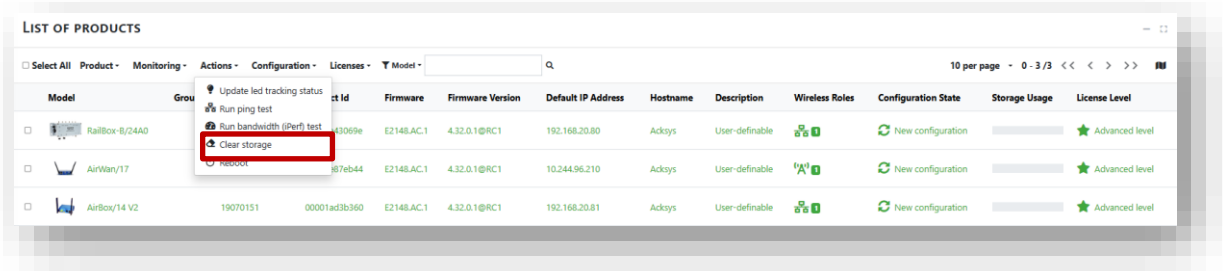 LIST OF PRODUCTS
Select All Product Monitoring Actions Configuration Licenses Model 10 per page 0 - 3 / 3 << < > >>
Update led tracking status
Run ping test
Run bandwidth (iPerf) test
Clear storage
Reboot
Model Grou ct Id Firmware Firmware Version Default IP Address Hostname Description Wireless Roles Configuration State Storage Usage License Level
RailBox-B/24A0 43069e E2148.AC.1 4.32.0.1@RC1 192.168.20.80 Acksys User-definable 1 New configuration Advanced level
AirWan/17 e87eb44 E2148.AC.1 4.32.0.1@RC1 10.244.96.210 Acksys User-definable 1 New configuration Advanced level
AirBox/14 V2 19070151 00001ad3b360 E2148.AC.1 4.32.0.1@RC1 192.168.20.81 Acksys User-definable 1 New configuration Advanced level